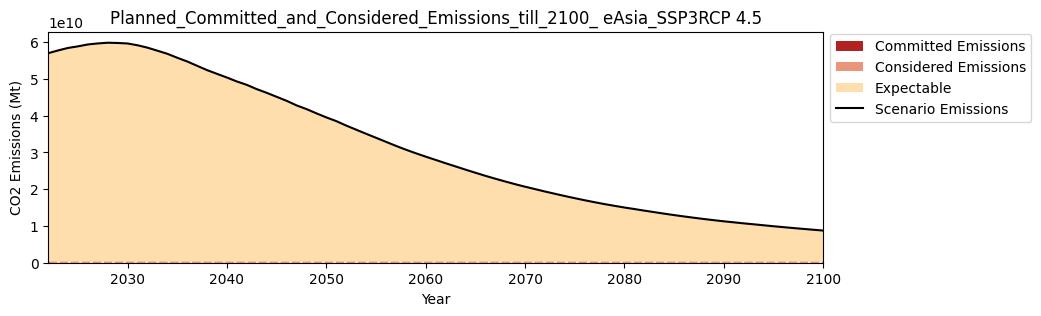 Planned_Committed_and_Considered_Emissions_till_2100_ eAsia_SSP3RCP 4.5
1e10
6
5
4
3
2
1
0
CO2 Emissions (Mt)
2030 2040 2050 2060 2070 2080 2090 2100
Year
Committed Emissions
Considered Emissions
Expectable
Scenario Emissions